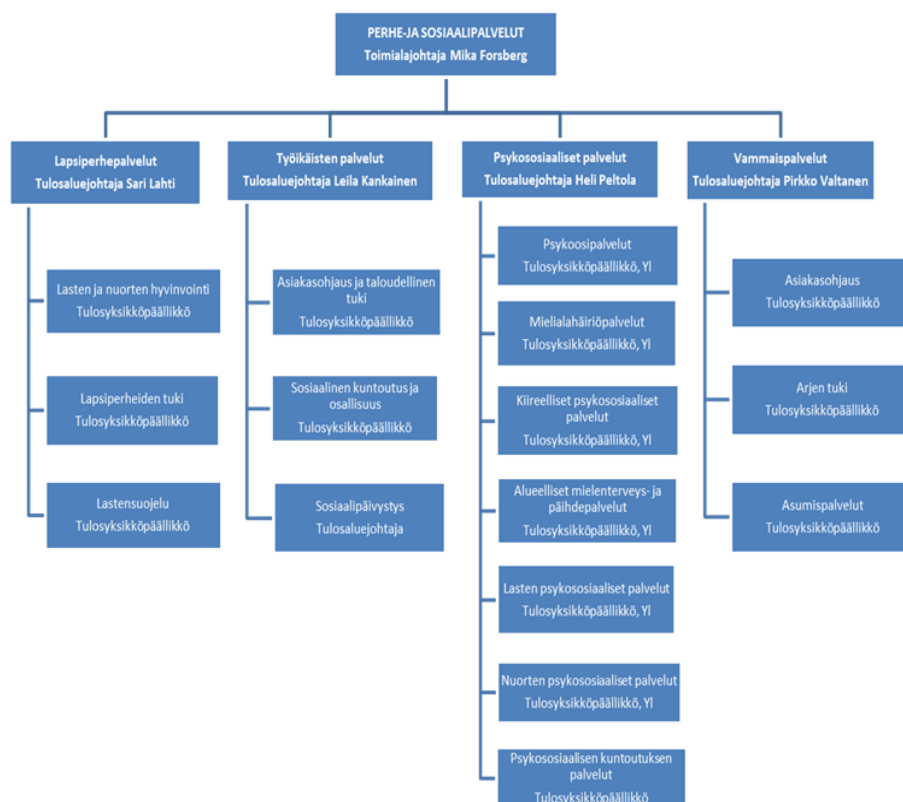 PERHE-JA SOSIAALIPALVELUT
Toimialajohtaja Mika Forsberg
Lapsiperhepalvelut
Tulosaluejohtaja Sari Lahti
Lasten ja nuorten hyvinvointi
Tulosyksikköpäällikkö
Lapsiperheiden tuki
Tulosyksikköpäällikkö
Lastensuojelu
Tulosyksikköpäällikkö
Työikäisten palvelut
Tulosaluejohtaja Leila Kankainen
Asiakasohjaus ja taloudellinen
tuki
Tulosyksikköpäällikkö
Sosiaalinen kuntoutus ja
osallisuus
Tulosyksikköpäällikkö
Sosiaalipäivystys
Tulosaluejohtaja
Psykososiaaliset palvelut
Tulosaluejohtaja Heli Peltola
Psykoosipalvelut
Tulosyksikköpäällikkö, Yl
Mielialahäiriöpalvelut
Tulosyksikköpäällikkö, Yl
Kiireelliset psykososiaaliset
palvelut
Tulosyksikköpäällikkö, Yl
Alueelliset mielenterveys- ja
päihdepalvelut
Tulosyksikköpäällikkö, Yl
Lasten psykososiaaliset palvelut
Tulosyksikköpäällikkö, Yl
Nuorten psykososiaaliset palvelut
Tulosyksikköpäällikkö, Yl
Psykososiaalisen kuntoutuksen
palvelut
Tulosyksikköpäällikkö
Vammaispalvelut
Tulosaluejohtaja Pirkko Valtanen
Asiakasohjaus
Tulosyksikköpäällikkö
Arjen tuki
Tulosyksikköpäällikkö
Asumispalvelut
Tulosyksikköpäällikkö